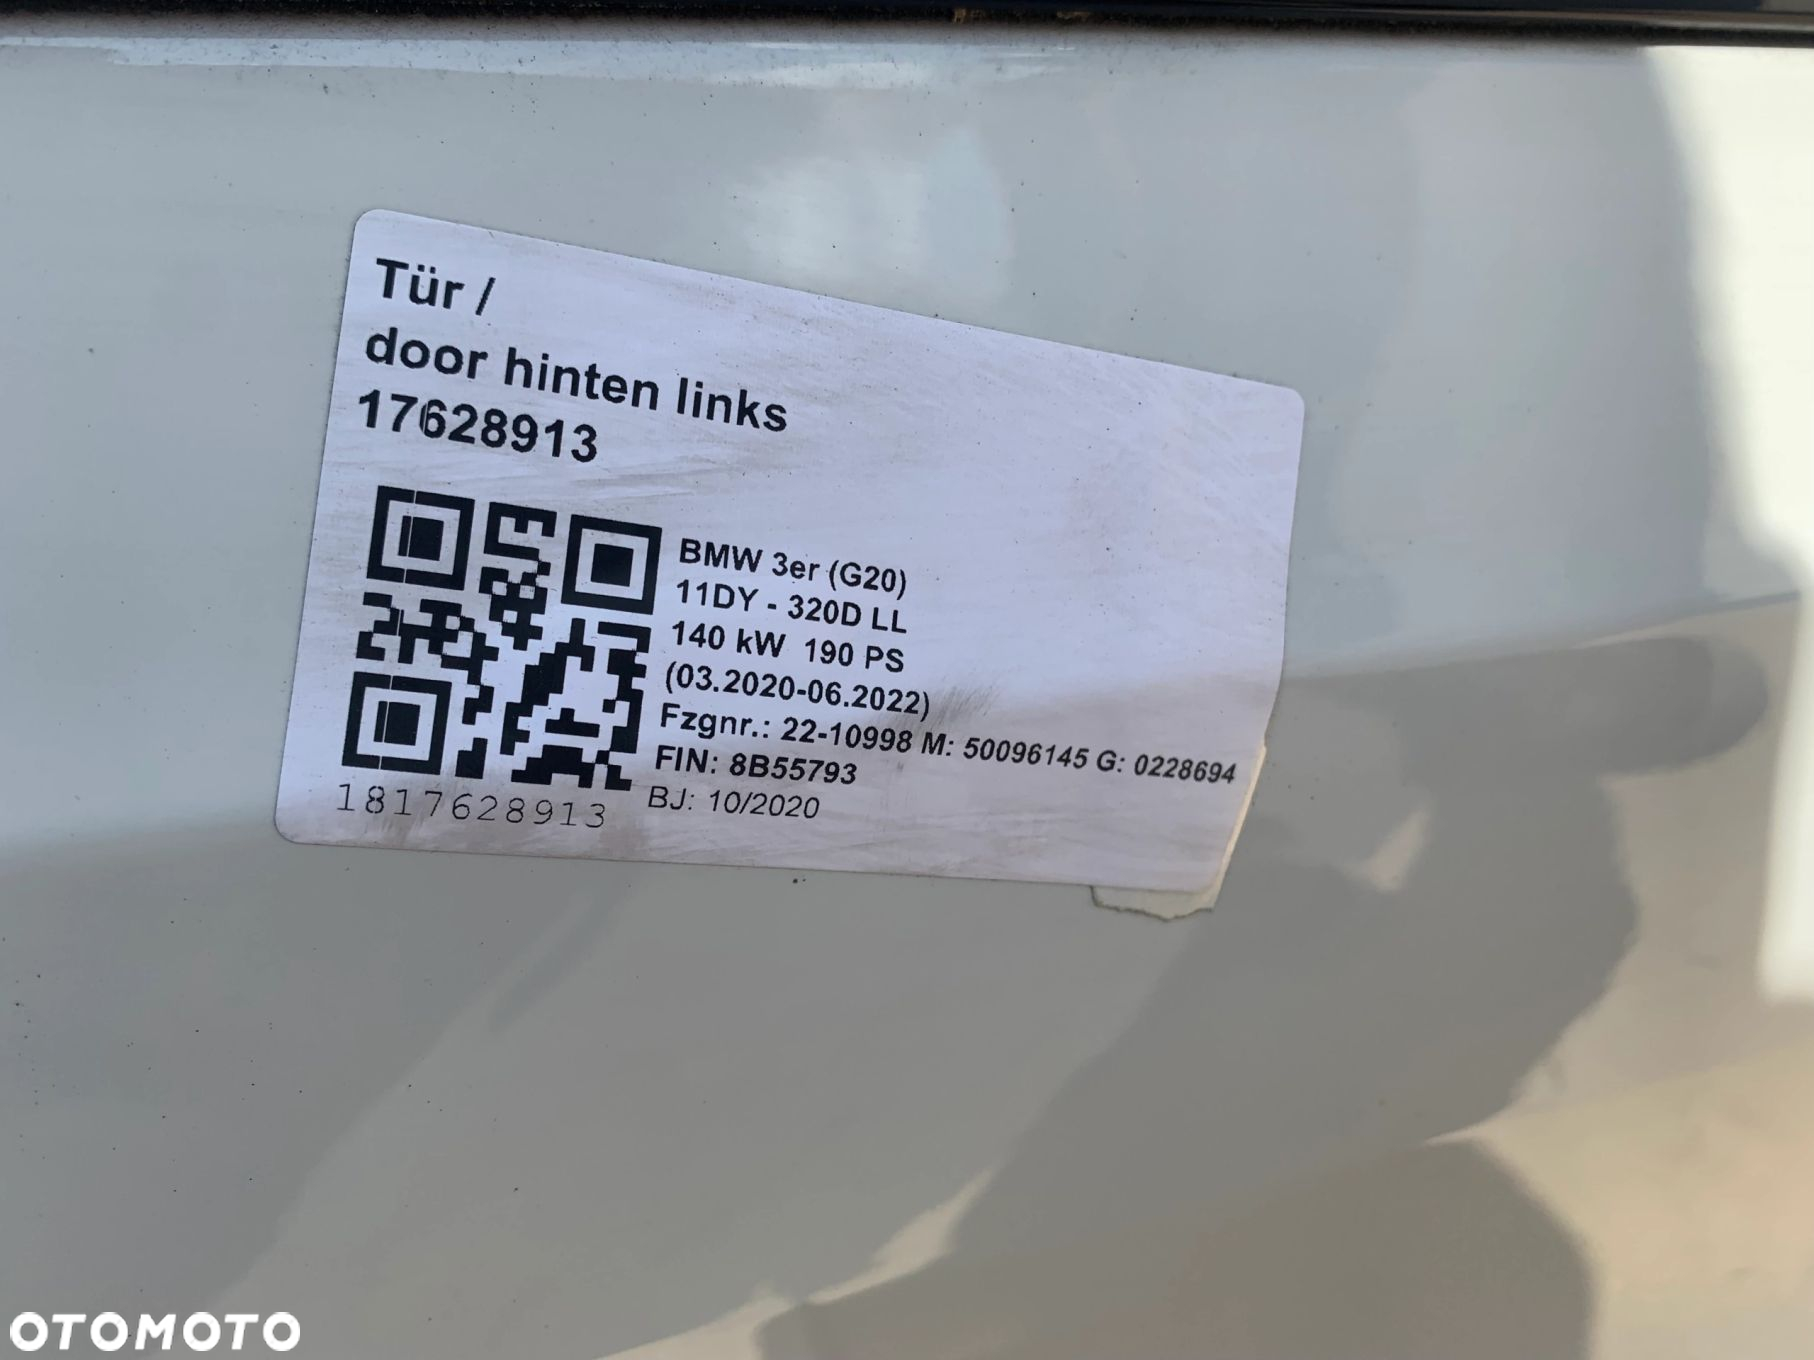 Tür /
door hinten links
17628913
BMW 3er (G20)
11DY - 320D LL
140 kW 190 PS
(03.2020-06.2022)
Fzgnr.: 22-10998 M: 50096145 G: 0228694
FIN: 8B55793
BJ: 10/2020
1817628913
OTOMOTO